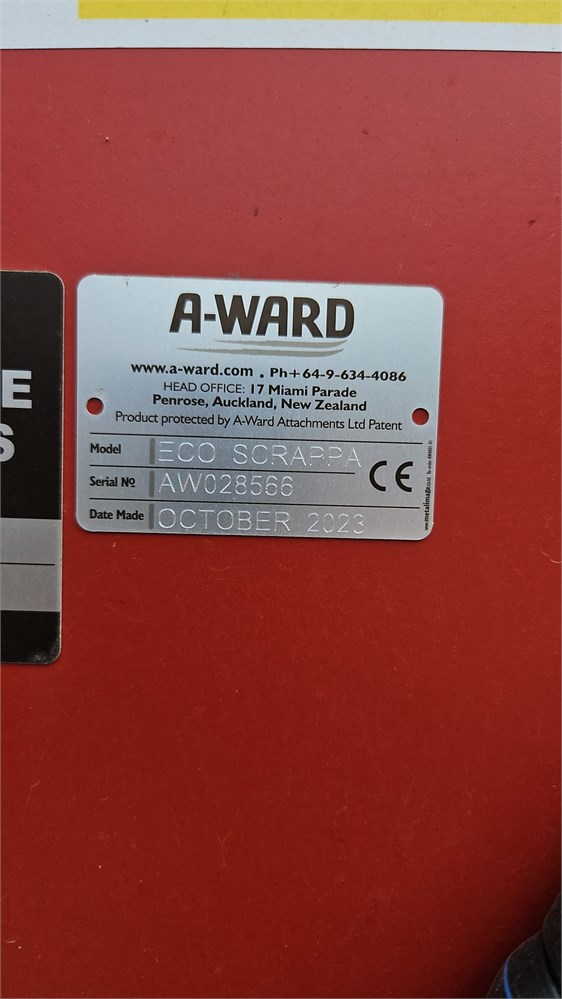 A-WARD
www.a-ward.com . Ph+64-9-634-4086
HEAD OFFICE: 17 Miami Parade
Penrose, Auckland, New Zealand
Product protected by A-Ward Attachments Ltd Patent
Model ECO SCRAPPA
Serial Nº AW028566
CE
Date Made OCTOBER 2023
E
S